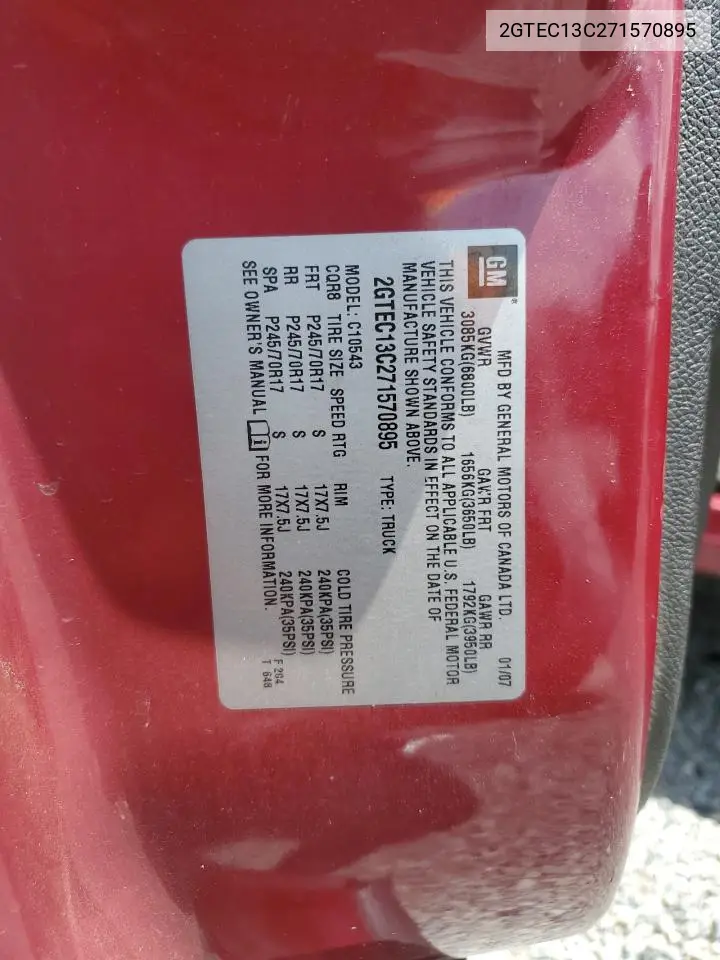 2GTEC13C271570895
GM®
MFD BY GENERAL MOTORS OF CANADA LTD. 01/07
GVWR GAWR FRT GAWR RR
3085KG(6800LB) 1656KG(3650LB) 1792KG(3950LB)
THIS VEHICLE CONFORMS TO ALL APPLICABLE U.S. FEDERAL MOTOR
VEHICLE SAFETY STANDARDS IN EFFECT ON THE DATE OF
MANUFACTURE SHOWN ABOVE.
2GTEC13C271570895 TYPE: TRUCK
MODEL: C10543
CQR8 TIRE SIZE SPEED RTG RIM COLD TIRE PRESSURE
FRT P245/70R17 S 17X7.5J 240KPA(35PSI)
RR P245/70R17 S 17X7.5J 240KPA(35PSI)
SPA P245/70R17 S 17X7.5J 240KPA(35PSI)
SEE OWNER'S MANUAL i FOR MORE INFORMATION.
F 264
T 648